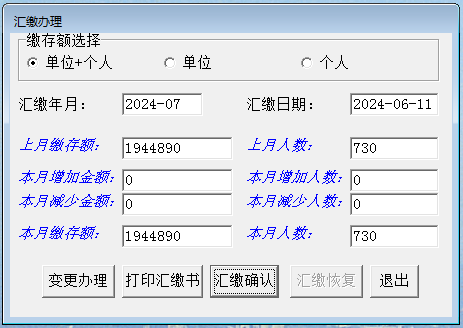 汇缴办理
缴存额选择
单位+个人 单位 个人
汇缴年月： 2024-07 汇缴日期： 2024-06-11
上月缴存额： 1944890 上月人数： 730
本月增加金额： 0 本月增加人数： 0
本月减少金额： 0 本月减少人数： 0
本月缴存额： 1944890 本月人数： 730
变更办理 打印汇缴书 汇缴确认 汇缴恢复 退出